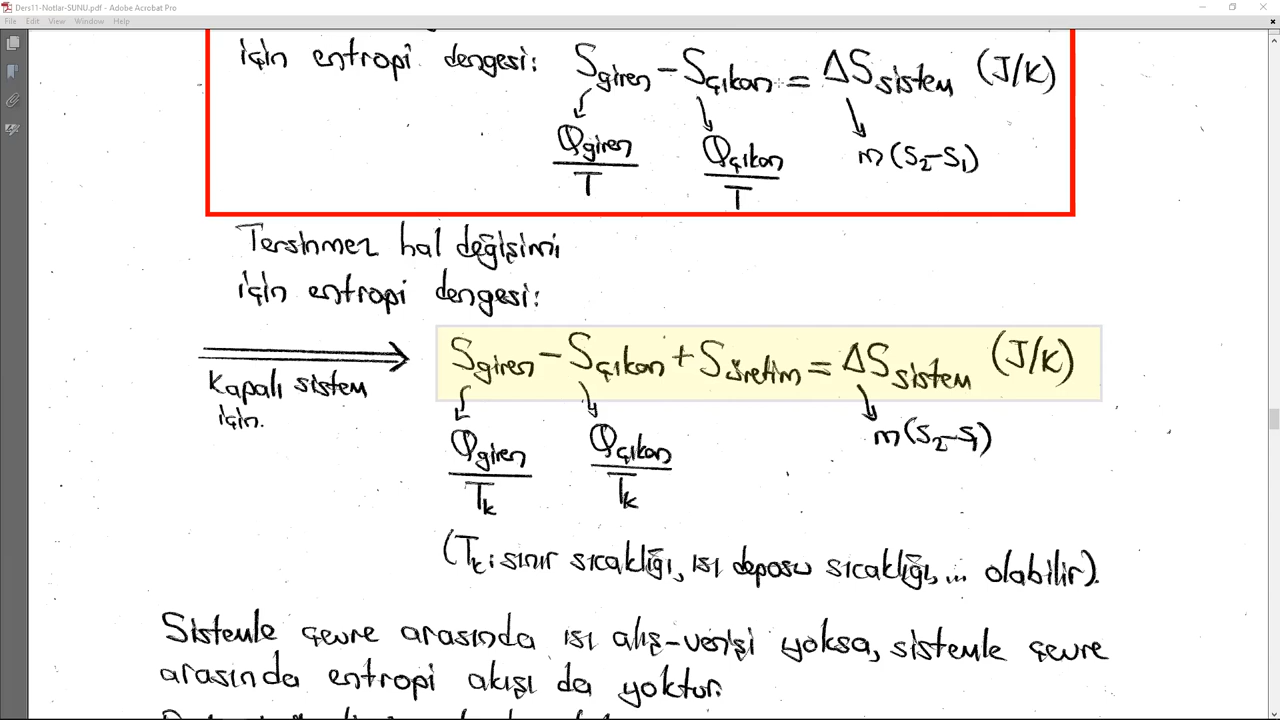 Ders11-Notlar-SUNU.pdf - Adobe Acrobat Pro
File Edit View Window Help
için entropi dengesi: Sgiren - Sçıkan = ΔSsistem (J/K)
Qgiren/T Qçıkan/T m(S2-S1)
Tersinmez hal değişimi
için entropi dengesi:
Sgiren - Sçıkan + Süretim = ΔSsistem (J/K)
Kapalı sistem
için.
Qgiren/Tk Qçıkan/Tk m(S2-S1)
(Tk: sınır sıcaklığı, ısı deposu sıcaklığı,... olabilir).
Sistemle çevre arasında ısı alış-verişi yoksa, sistemle çevre
arasında entropi akışı da yoktur.